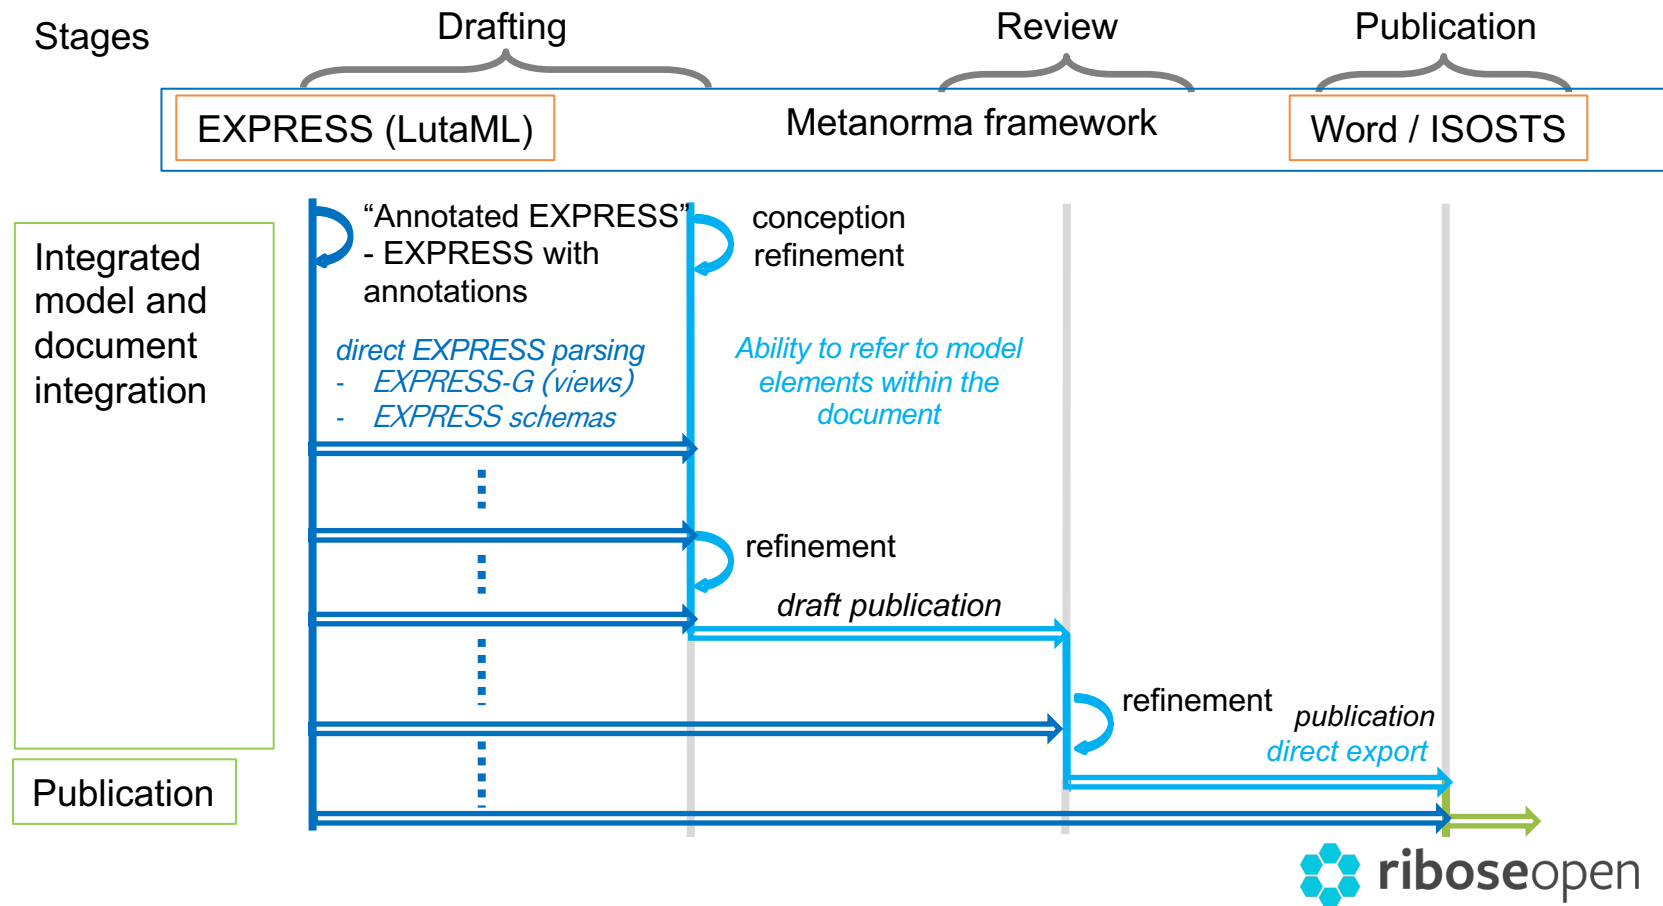 Stages
Drafting
Review
Publication
EXPRESS (LutaML)
Metanorma framework
Word / ISOSTS
Integrated
model and
document
integration
“Annotated EXPRESS”
- EXPRESS with
annotations
conception
refinement
direct EXPRESS parsing
- EXPRESS-G (views)
- EXPRESS schemas
Ability to refer to model
elements within the
document
refinement
draft publication
refinement
publication
direct export
Publication
riboseopen